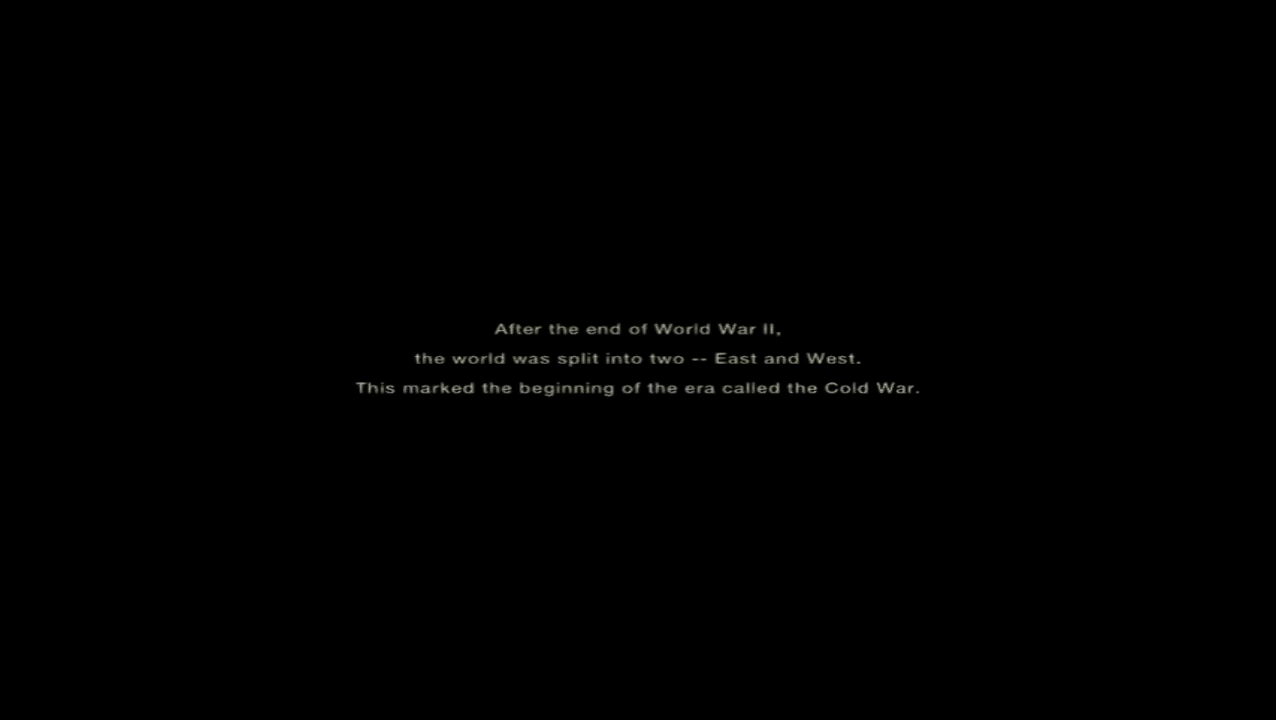 After the end of World War II,
the world was split into two -- East and West.
This marked the beginning of the era called the Cold War.